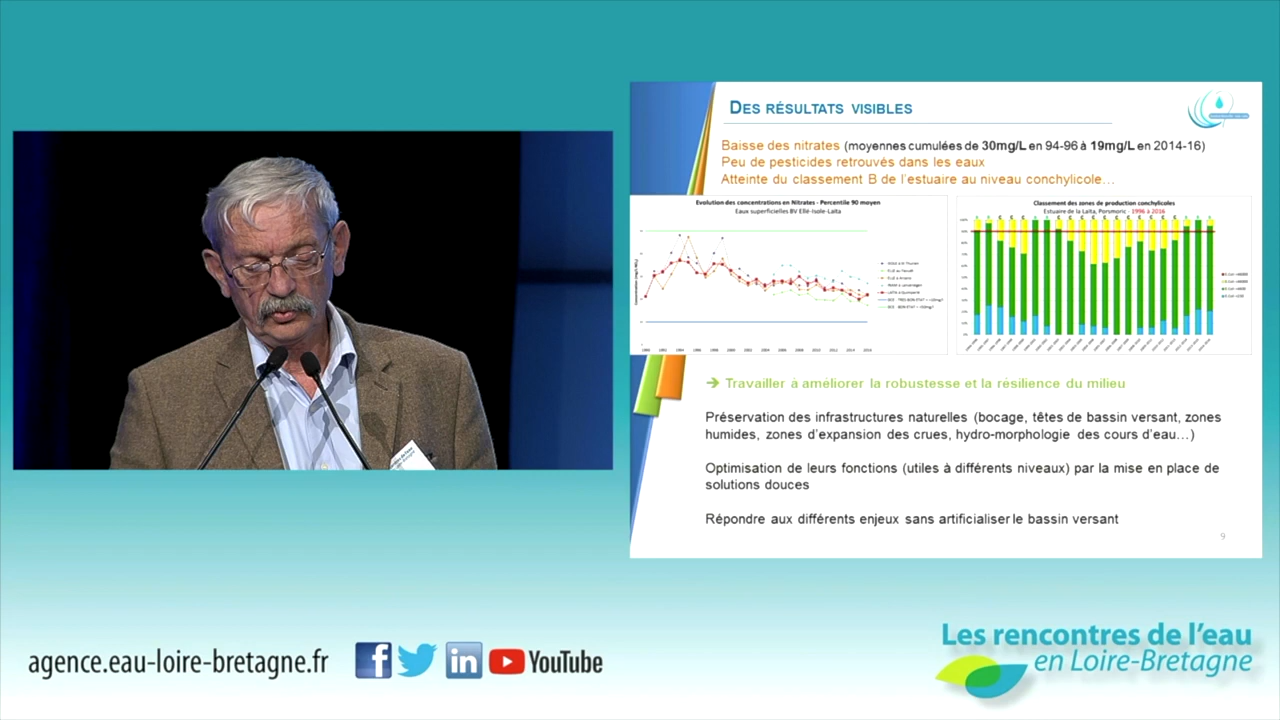 DES RÉSULTATS VISIBLES
Baisse des nitrates (moyennes cumulées de 30mg/L en 94-96 à 19mg/L en 2014-16)
Peu de pesticides retrouvés dans les eaux
Atteinte du classement B de l'estuaire au niveau conchylicole…
Evolution des concentrations en Nitrates - Percentile 90 moyen
Eaux superficielles BV Ellé-Isole-Laïta
Classement des zones de production conchylicoles
Estuaire de la Laïta, Porsmoric - 1996 à 2016
→ Travailler à améliorer la robustesse et la résilience du milieu
Préservation des infrastructures naturelles (bocage, têtes de bassin versant, zones
humides, zones d'expansion des crues, hydro-morphologie des cours d'eau…)
Optimisation de leurs fonctions (utiles à différents niveaux) par la mise en place de
solutions douces
Répondre aux différents enjeux sans artificialiser le bassin versant
9
agence.eau-loire-bretagne.fr
f
in
YouTube
Les rencontres de l'eau
en Loire-Bretagne